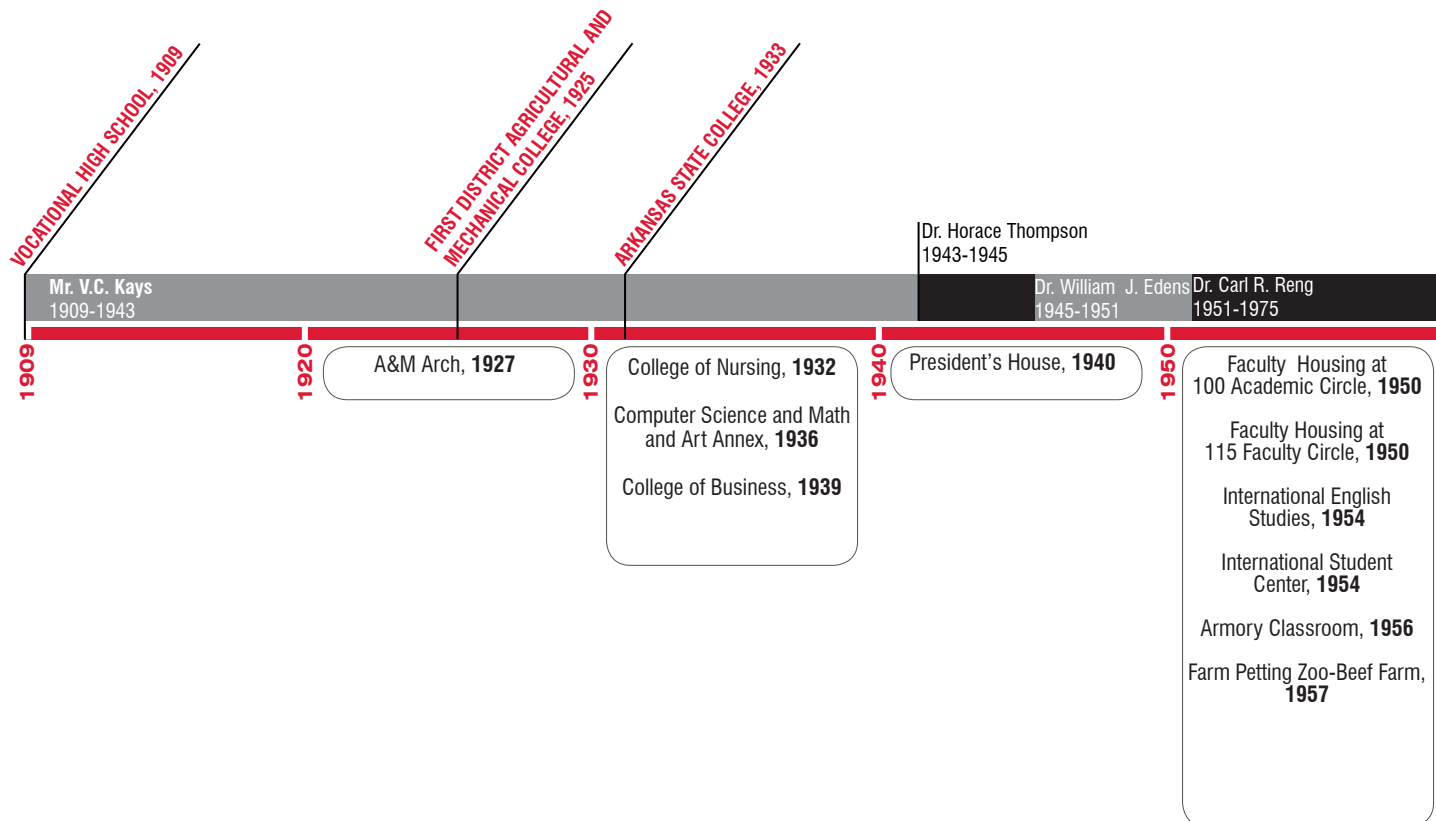 VOCATIONAL HIGH SCHOOL, 1909
FIRST DISTRICT AGRICULTURAL AND
MECHANICAL COLLEGE, 1925
ARKANSAS STATE COLLEGE, 1933
Dr. Horace Thompson
1943-1945
Mr. V.C. Kays
1909-1943
Dr. William J. Edens
1945-1951
Dr. Carl R. Reng
1951-1975
1909
1920
1930
1940
1950
A&M Arch, 1927
College of Nursing, 1932
Computer Science and Math
and Art Annex, 1936
College of Business, 1939
President’s House, 1940
Faculty Housing at
100 Academic Circle, 1950
Faculty Housing at
115 Faculty Circle, 1950
International English
Studies, 1954
International Student
Center, 1954
Armory Classroom, 1956
Farm Petting Zoo-Beef Farm,
1957